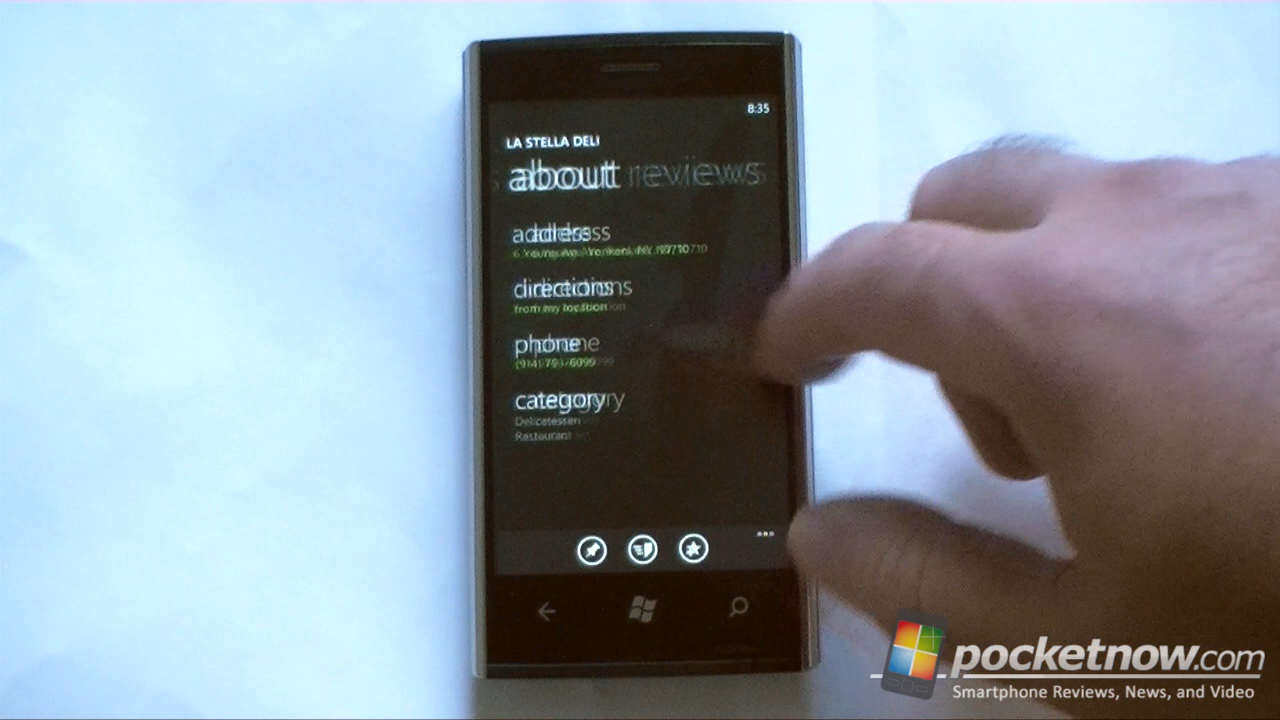 8:35
LA STELLA DELI
about reviews
address
directions
from my location
phone
category
Delicatessen
Restaurant
pocketnow.com
Smartphone Reviews, News, and Video